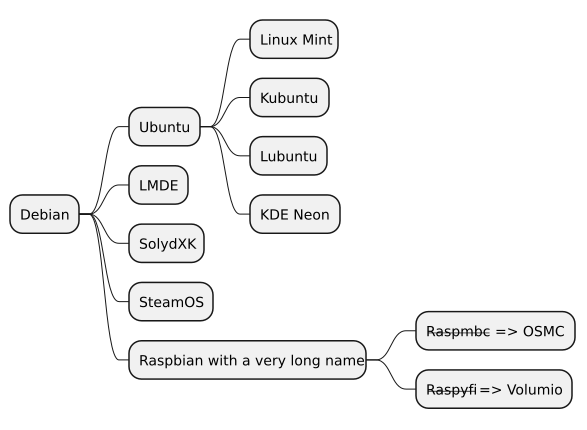 Debian
Ubuntu
Linux Mint
Kubuntu
Lubuntu
KDE Neon
LMDE
SolydXK
SteamOS
Raspbian with a very long name
Raspmbc => OSMC
Raspyfi => Volumio